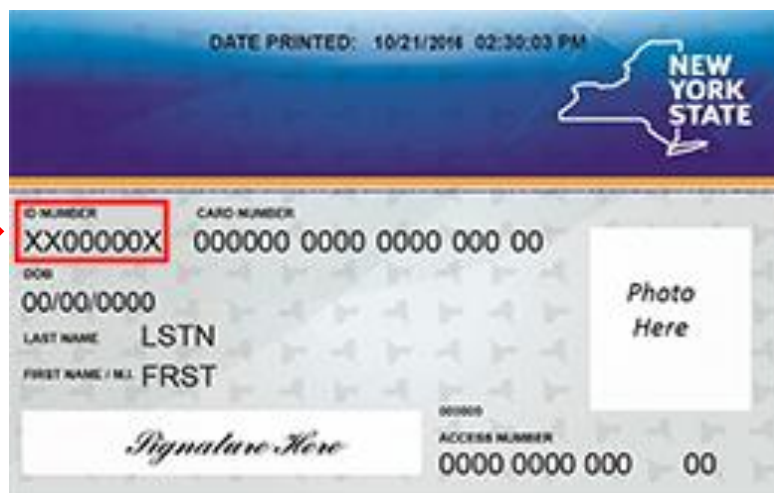 DATE PRINTED: 10/21/2016 02:30:03 PM
NEW
YORK
STATE
ID NUMBER
CARD NUMBER
XX00000X
000000 0000 0000 000 00
DOB
00/00/0000
LAST NAME LSTN
FIRST NAME / M.I. FRST
Photo
Here
Signature Here
000000
ACCESS NUMBER
0000 0000 000 00